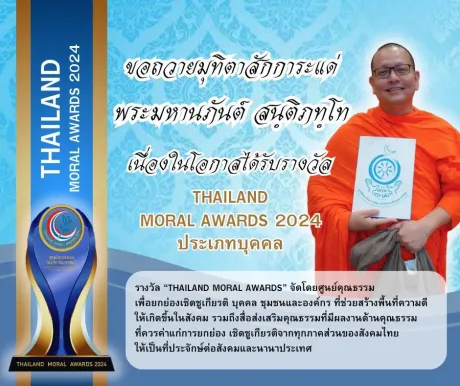 THAILAND
MORAL AWARDS 2024
ขอถวายมุทิตาสักการะแด่
พระมหานภันต์ สนฺติภทฺโท
เนื่องในโอกาสได้รับรางวัล
THAILAND
MORAL AWARDS 2024
ประเภทบุคคล
รางวัล “THAILAND MORAL AWARDS” จัดโดยศูนย์คุณธรรม
เพื่อยกย่องเชิดชูเกียรติ บุคคล ชุมชนและองค์กร ที่ช่วยสร้างพื้นที่ความดี
ให้เกิดขึ้นในสังคม รวมถึงสื่อส่งเสริมคุณธรรมที่มีผลงานด้านคุณธรรม
ที่ควรค่าแก่การยกย่อง เชิดชูเกียรติจากทุกภาคส่วนของสังคมไทย
ให้เป็นที่ประจักษ์ต่อสังคมและนานาประเทศ
THAILAND MORAL AWARDS 2024